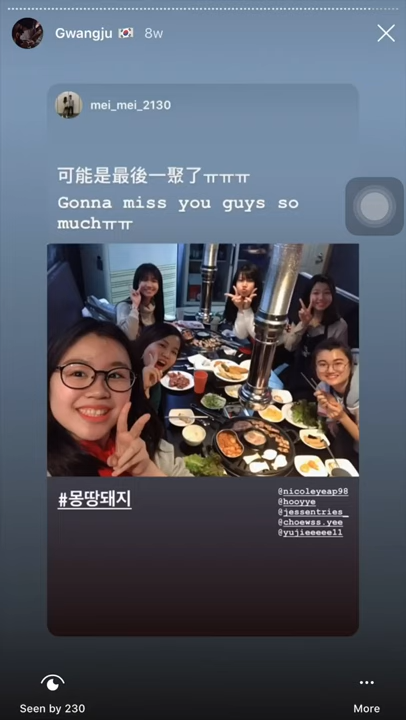 Gwangju 🇰🇷 8w
mei_mei_2130
可能是最後一聚了ㅠㅠㅠ
Gonna miss you guys so
muchㅠㅠ
#몽땅돼지
@nicoleyeap98
@hooyye
@jessentries_
@choewss.yee
@yujieeeeell
Seen by 230
More